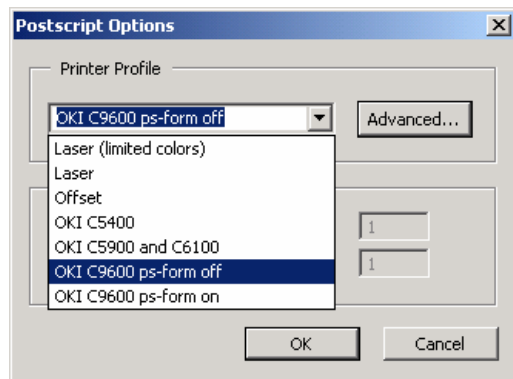 Postscript Options
Printer Profile
OKI C9600 ps-form off
Advanced...
Laser (limited colors)
Laser
Offset
OKI C5400
1
OKI C5900 and C6100
1
OKI C9600 ps-form off
OKI C9600 ps-form on
OK
Cancel